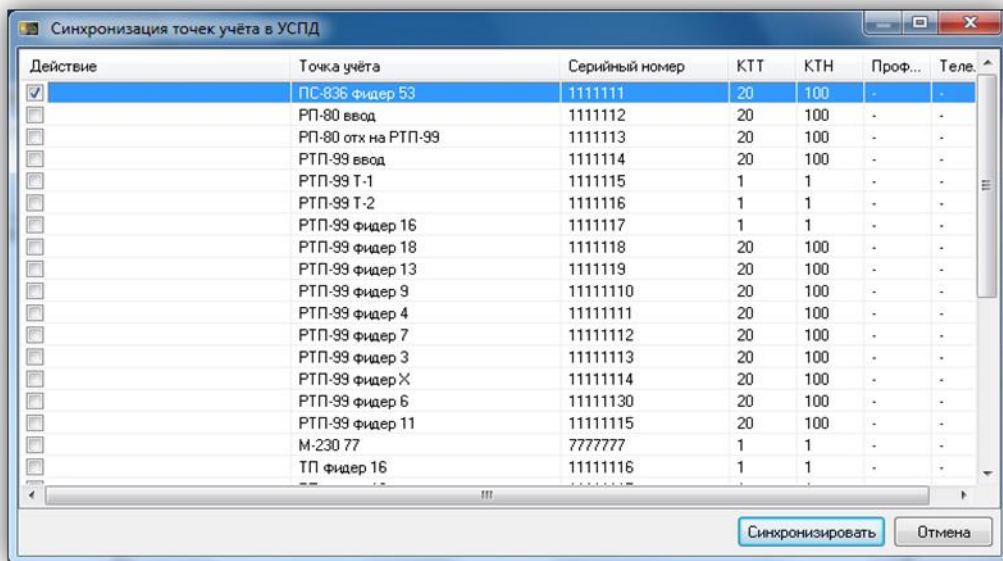 Синхронизация точек учёта в УСПД
Действие Точка учёта Серийный номер КТТ КТН Проф... Теле.
ПС-836 фидер 53 1111111 20 100 - -
РП-80 ввод 1111112 20 100 - -
РП-80 отх на РТП-99 1111113 20 100 - -
РТП-99 ввод 1111114 20 100 - -
РТП-99 Т-1 1111115 1 1 - -
РТП-99 Т-2 1111116 1 1 - -
РТП-99 фидер 16 1111117 1 1 - -
РТП-99 фидер 18 1111118 20 100 - -
РТП-99 фидер 13 1111119 20 100 - -
РТП-99 фидер 9 11111110 20 100 - -
РТП-99 фидер 4 11111111 20 100 - -
РТП-99 фидер 7 11111112 20 100 - -
РТП-99 фидер 3 11111113 20 100 - -
РТП-99 фидер X 11111114 20 100 - -
РТП-99 фидер 6 11111130 20 100 - -
РТП-99 фидер 11 11111115 20 100 - -
М-230 77 7777777 1 1 - -
ТП фидер 16 11111116 1 1 - -
Синхронизировать Отмена